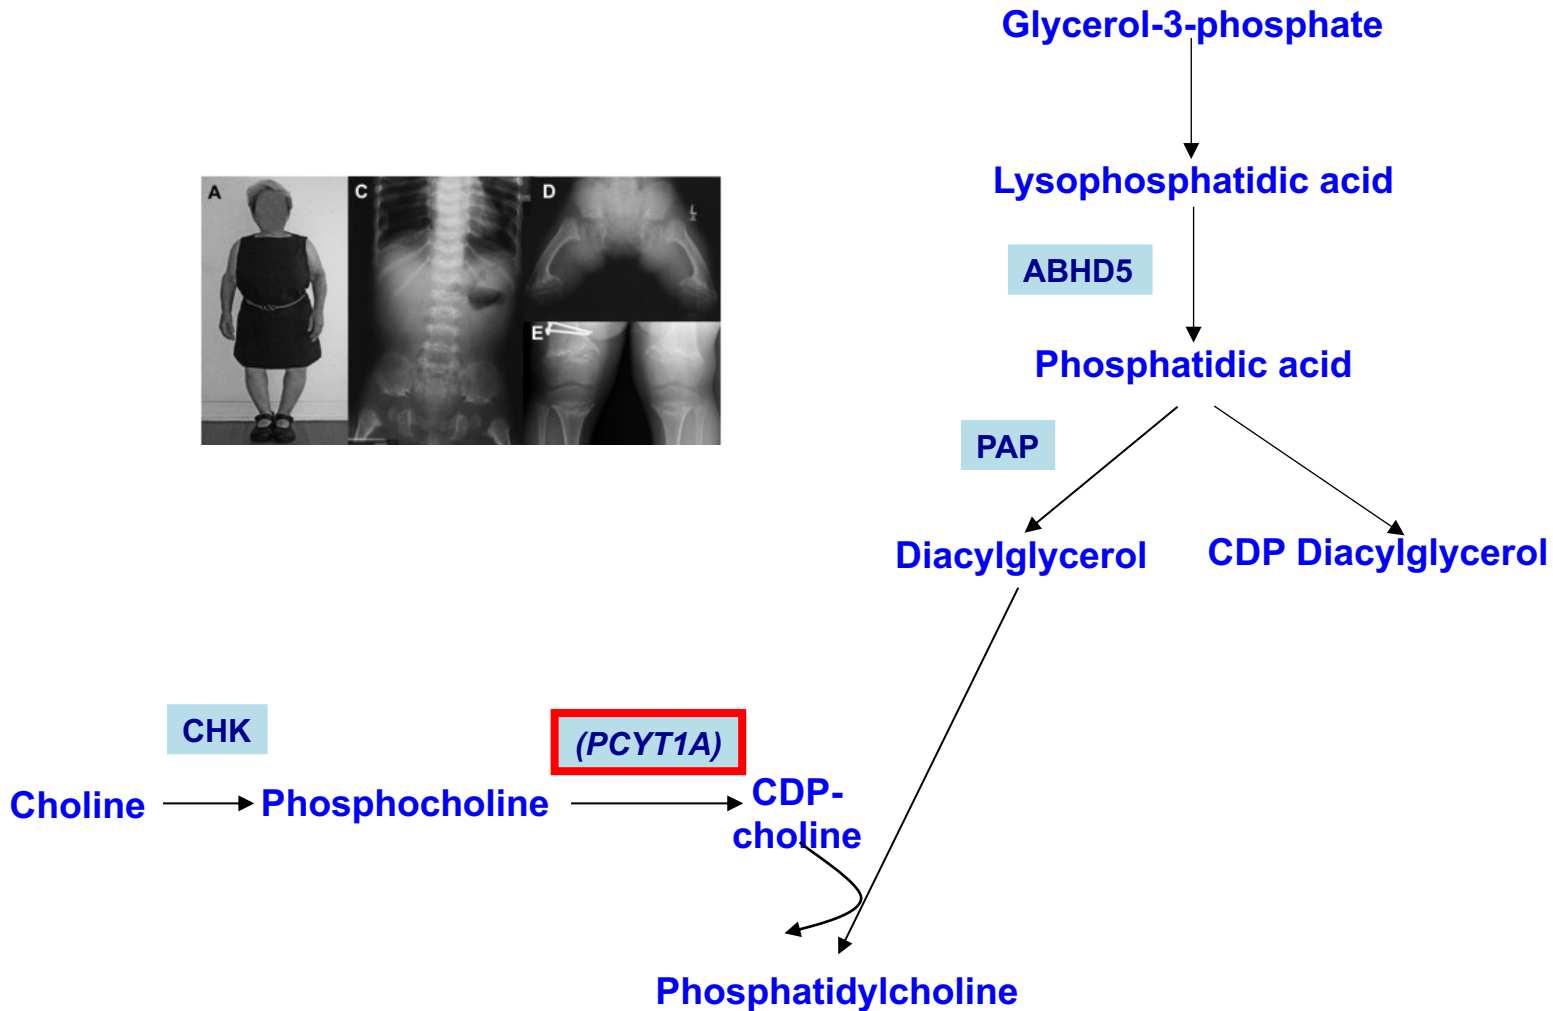 Glycerol-3-phosphate
Lysophosphatidic acid
ABHD5
Phosphatidic acid
PAP
Diacylglycerol
CDP Diacylglycerol
A
C
D
L
E
CHK
(PCYT1A)
Choline
Phosphocholine
CDP-
choline
Phosphatidylcholine